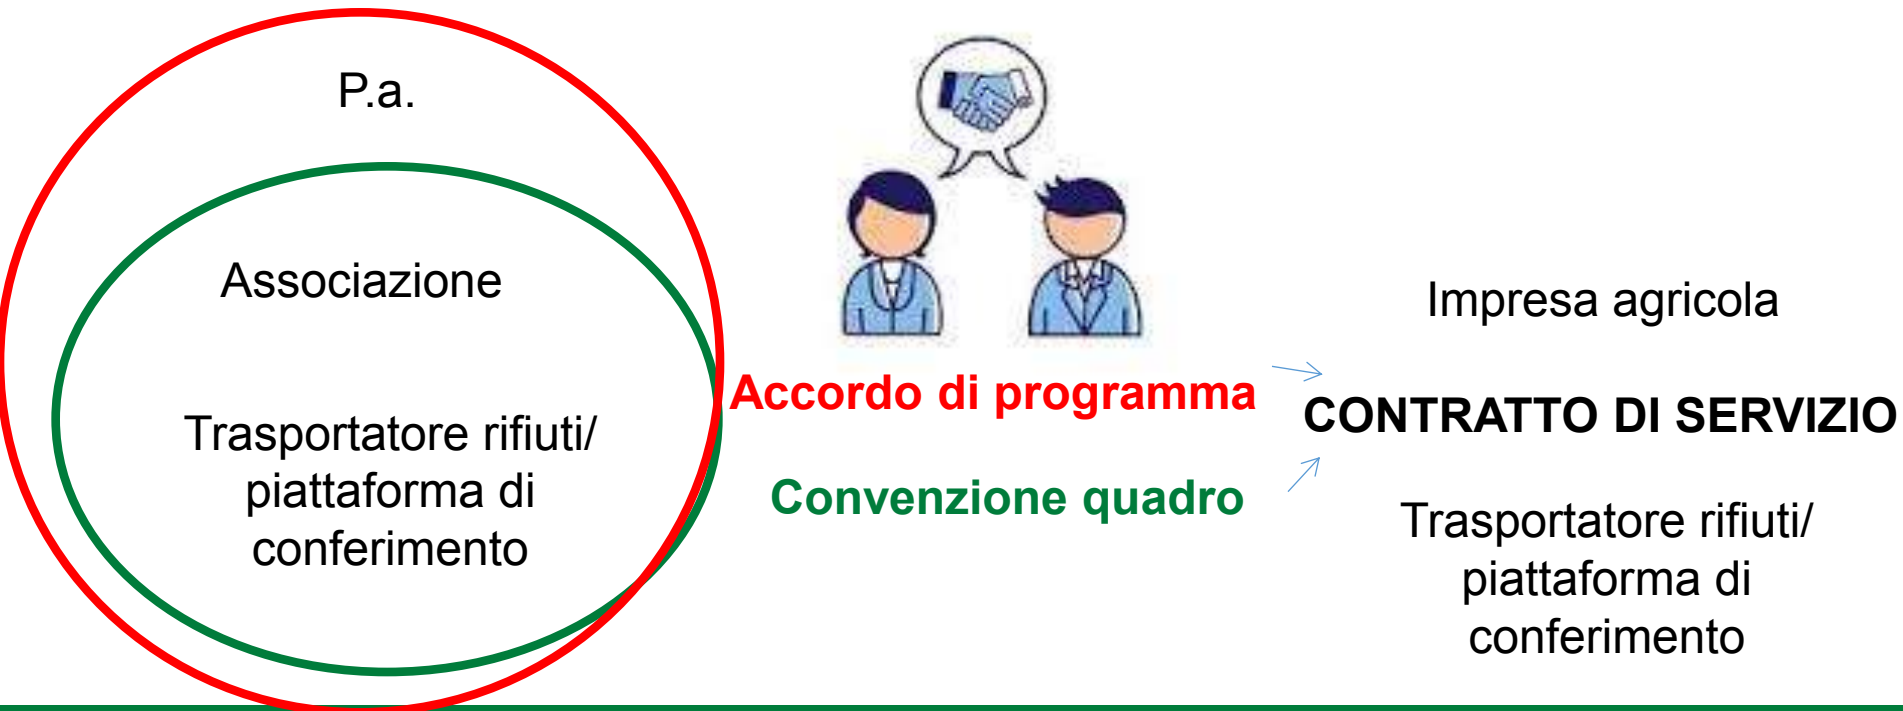 P.a.
Associazione
Trasportatore rifiuti/
piattaforma di
conferimento
Accordo di programma
Convenzione quadro
Impresa agricola
CONTRATTO DI SERVIZIO
Trasportatore rifiuti/
piattaforma di
conferimento